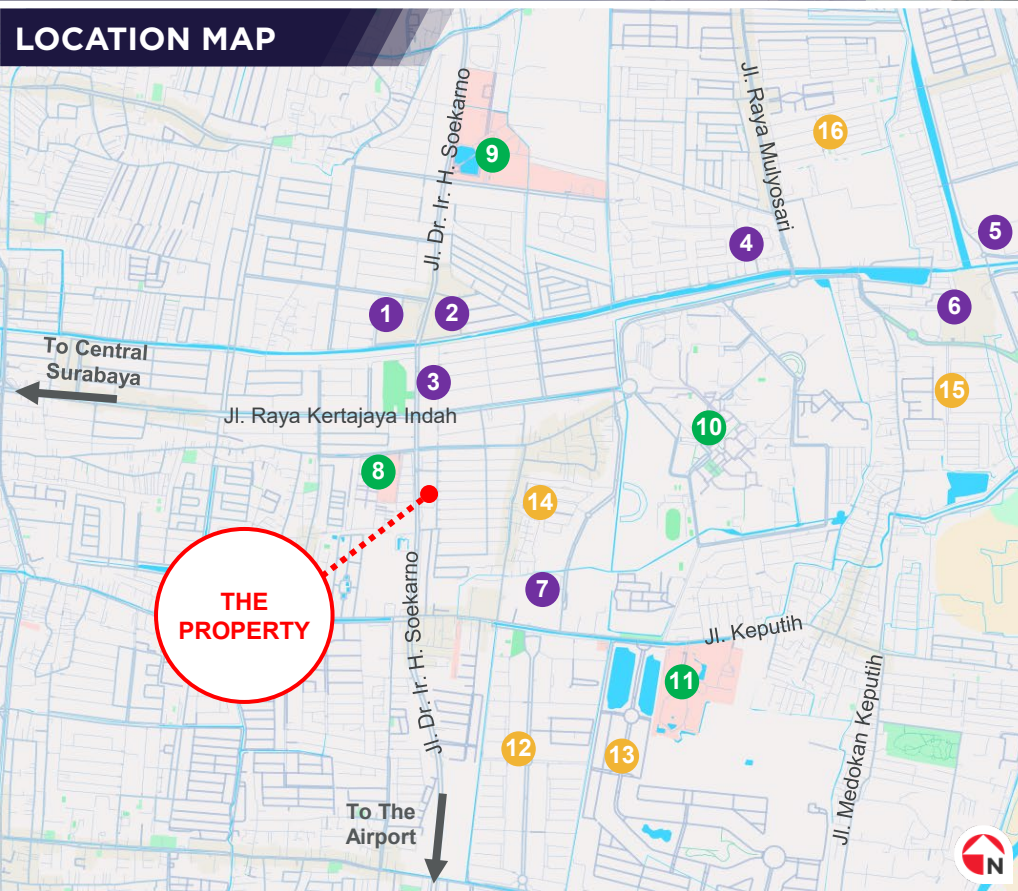 LOCATION MAP
Jl. Dr. Ir. H. Soekarno
Jl. Raya Mulyosari
16
9
5
4
6
1
2
To Central
Surabaya
3
15
Jl. Raya Kertajaya Indah
10
8
14
THE
PROPERTY
7
Jl. Dr. Ir. H. Soekarno
Jl. Keputih
11
Jl. Medokan Keputih
12
13
To The
Airport
N